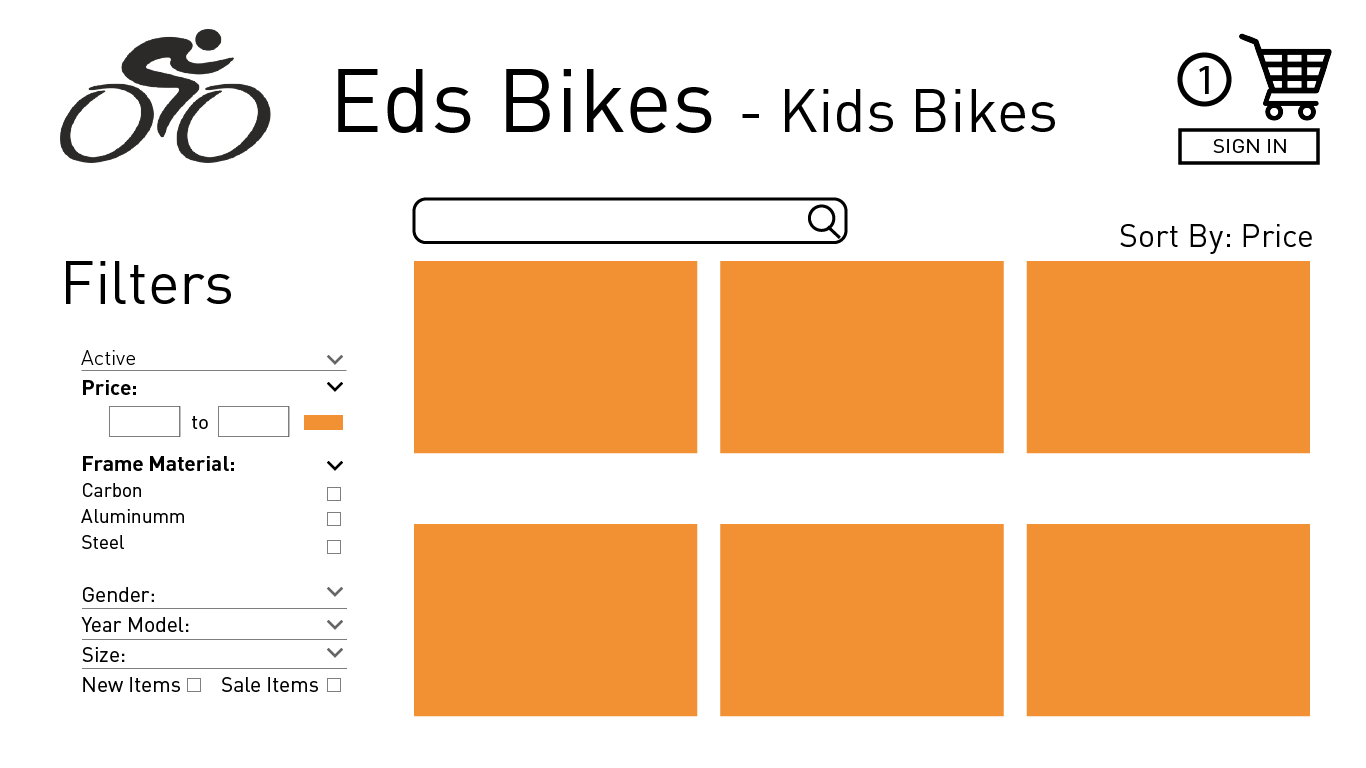 Eds Bikes - Kids Bikes
1
SIGN IN
Sort By: Price
Filters
Active
Price:
to
Frame Material:
Carbon
Aluminumm
Steel
Gender:
Year Model:
Size:
New Items Sale Items